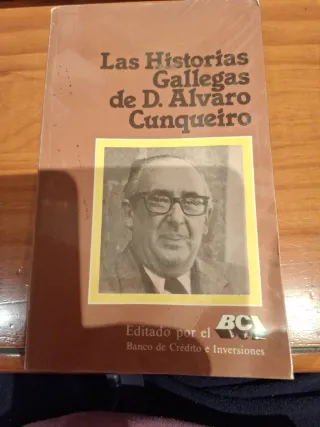 Las Historias
Gallegas
de D. Alvaro
Cunqueiro
Editado por el BCI
Banco de Crédito e Inversiones